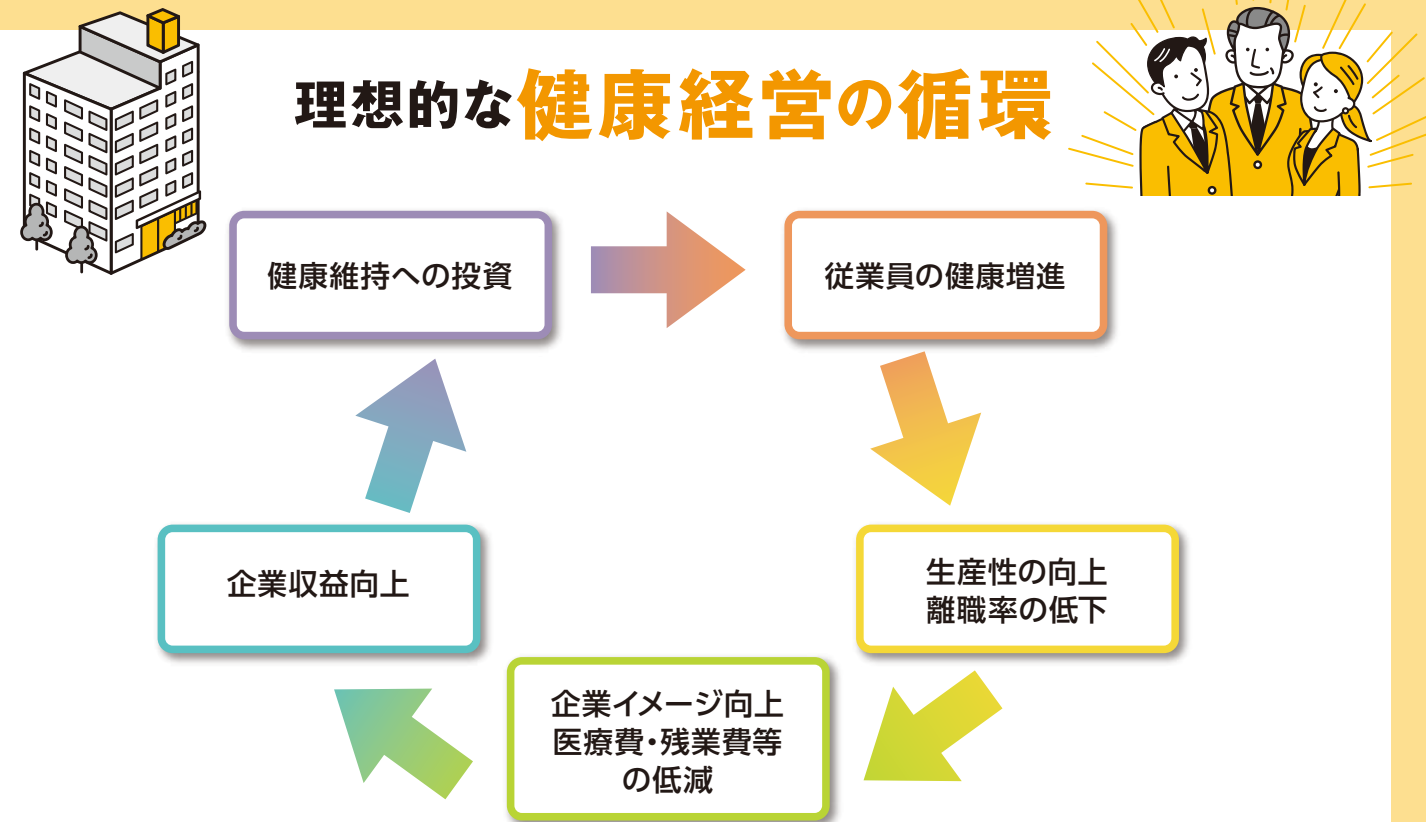 理想的な健康経営の循環
健康維持への投資
従業員の健康増進
生産性の向上
離職率の低下
企業イメージ向上
医療費・残業費等
の低減
企業収益向上